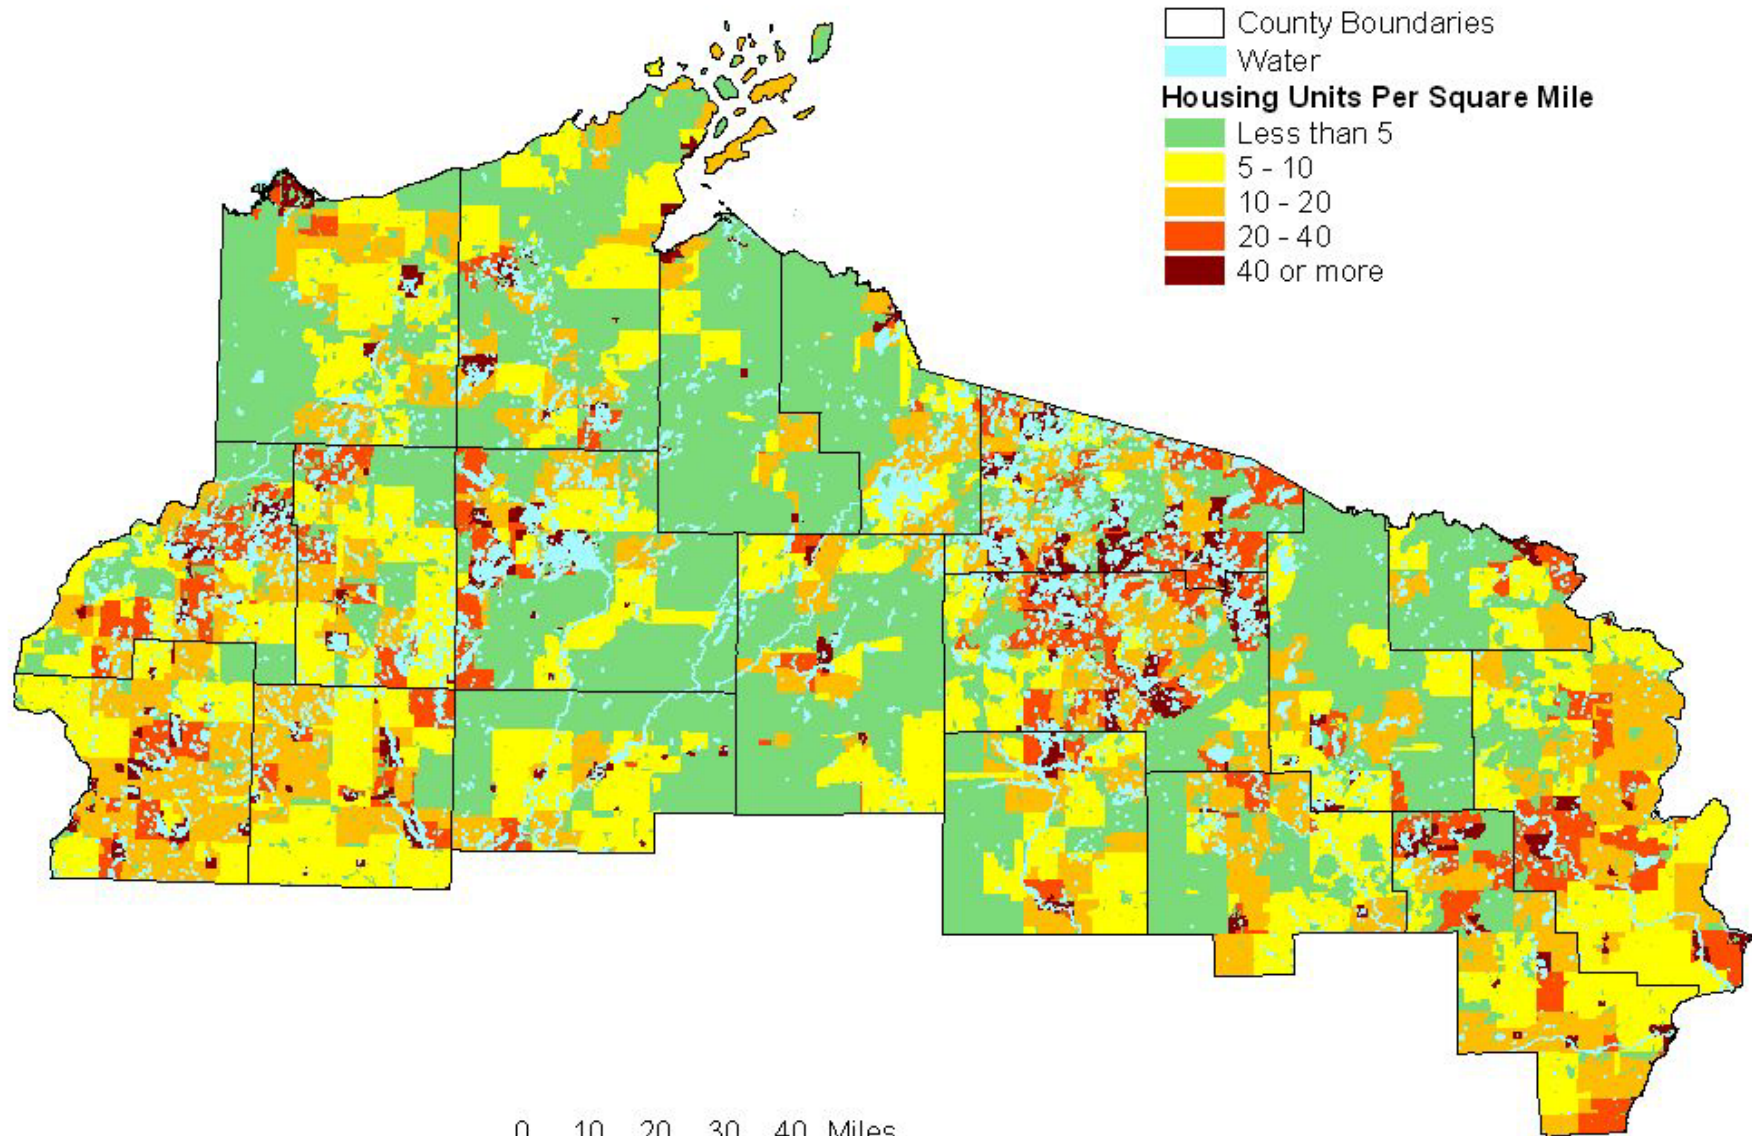 County Boundaries
Water
Housing Units Per Square Mile
Less than 5
5 - 10
10 - 20
20 - 40
40 or more
0 10 20 30 40 Miles